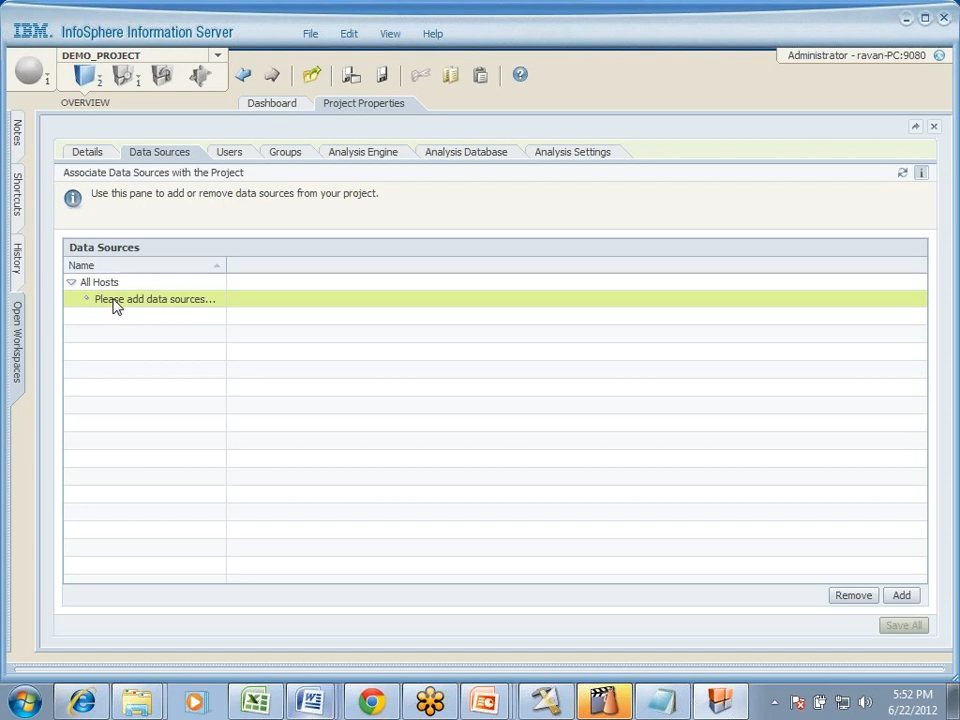 IBM. InfoSphere Information Server
File Edit View Help
DEMO_PROJECT
Administrator - ravan-PC:9080
1 2 1
OVERVIEW
Dashboard Project Properties
Notes
Shortcuts
History
Open Workspaces
Details Data Sources Users Groups Analysis Engine Analysis Database Analysis Settings
Associate Data Sources with the Project
Use this pane to add or remove data sources from your project.
Data Sources
Name
All Hosts
Please add data sources...
Remove Add
Save All
5:52 PM
6/22/2012